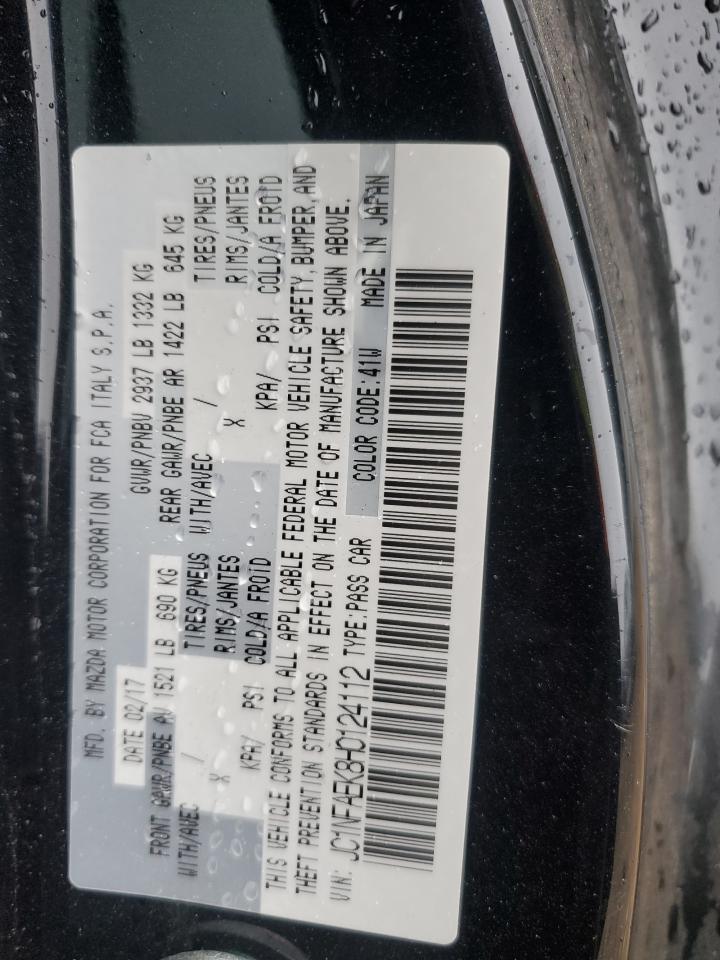 MFD. BY MAZDA MOTOR CORPORATION FOR FCA ITALY S.P.A.
DATE 02/17 GVWR/PNBV 2937 LB 1332 KG
FRONT GAWR/PNBE AV 1521 LB 690 KG REAR GAWR/PNBE AR 1422 LB 645 KG
WITH/AVEC / TIRES/PNEUS WITH/AVEC / TIRES/PNEUS
X RIMS/JANTES X RIMS/JANTES
KPA/ PSI COLD/A FROID KPA/ PSI COLD/A FROID
THIS VEHICLE CONFORMS TO ALL APPLICABLE FEDERAL MOTOR VEHICLE SAFETY, BUMPER, AND
THEFT PREVENTION STANDARDS IN EFFECT ON THE DATE OF MANUFACTURE SHOWN ABOVE.
VIN: JC1NFAEK8H0124112 TYPE: PASS CAR COLOR CODE: 41W MADE IN JAPAN